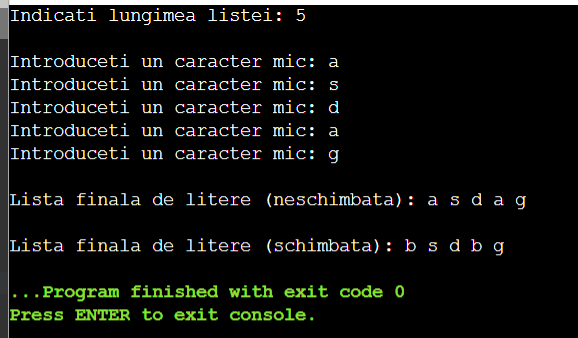 Indicati lungimea listei: 5
Introduceti un caracter mic: a
Introduceti un caracter mic: s
Introduceti un caracter mic: d
Introduceti un caracter mic: a
Introduceti un caracter mic: g
Lista finala de litere (neschimbata): a s d a g
Lista finala de litere (schimbata): b s d b g
...Program finished with exit code 0
Press ENTER to exit console.